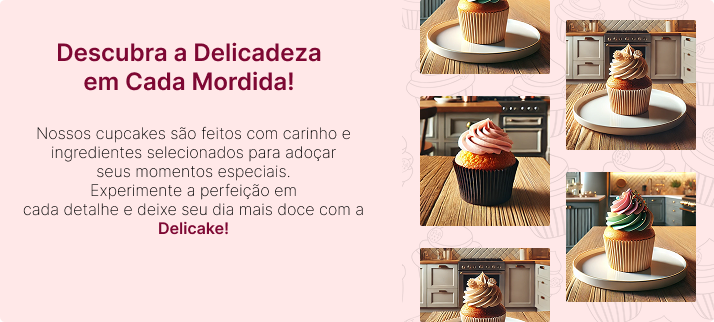 Descubra a Delicadeza
em Cada Mordida!
Nossos cupcakes são feitos com carinho e
ingredientes selecionados para adoçar
seus momentos especiais.
Experimente a perfeição em
cada detalhe e deixe seu dia mais doce com a
Delicake!